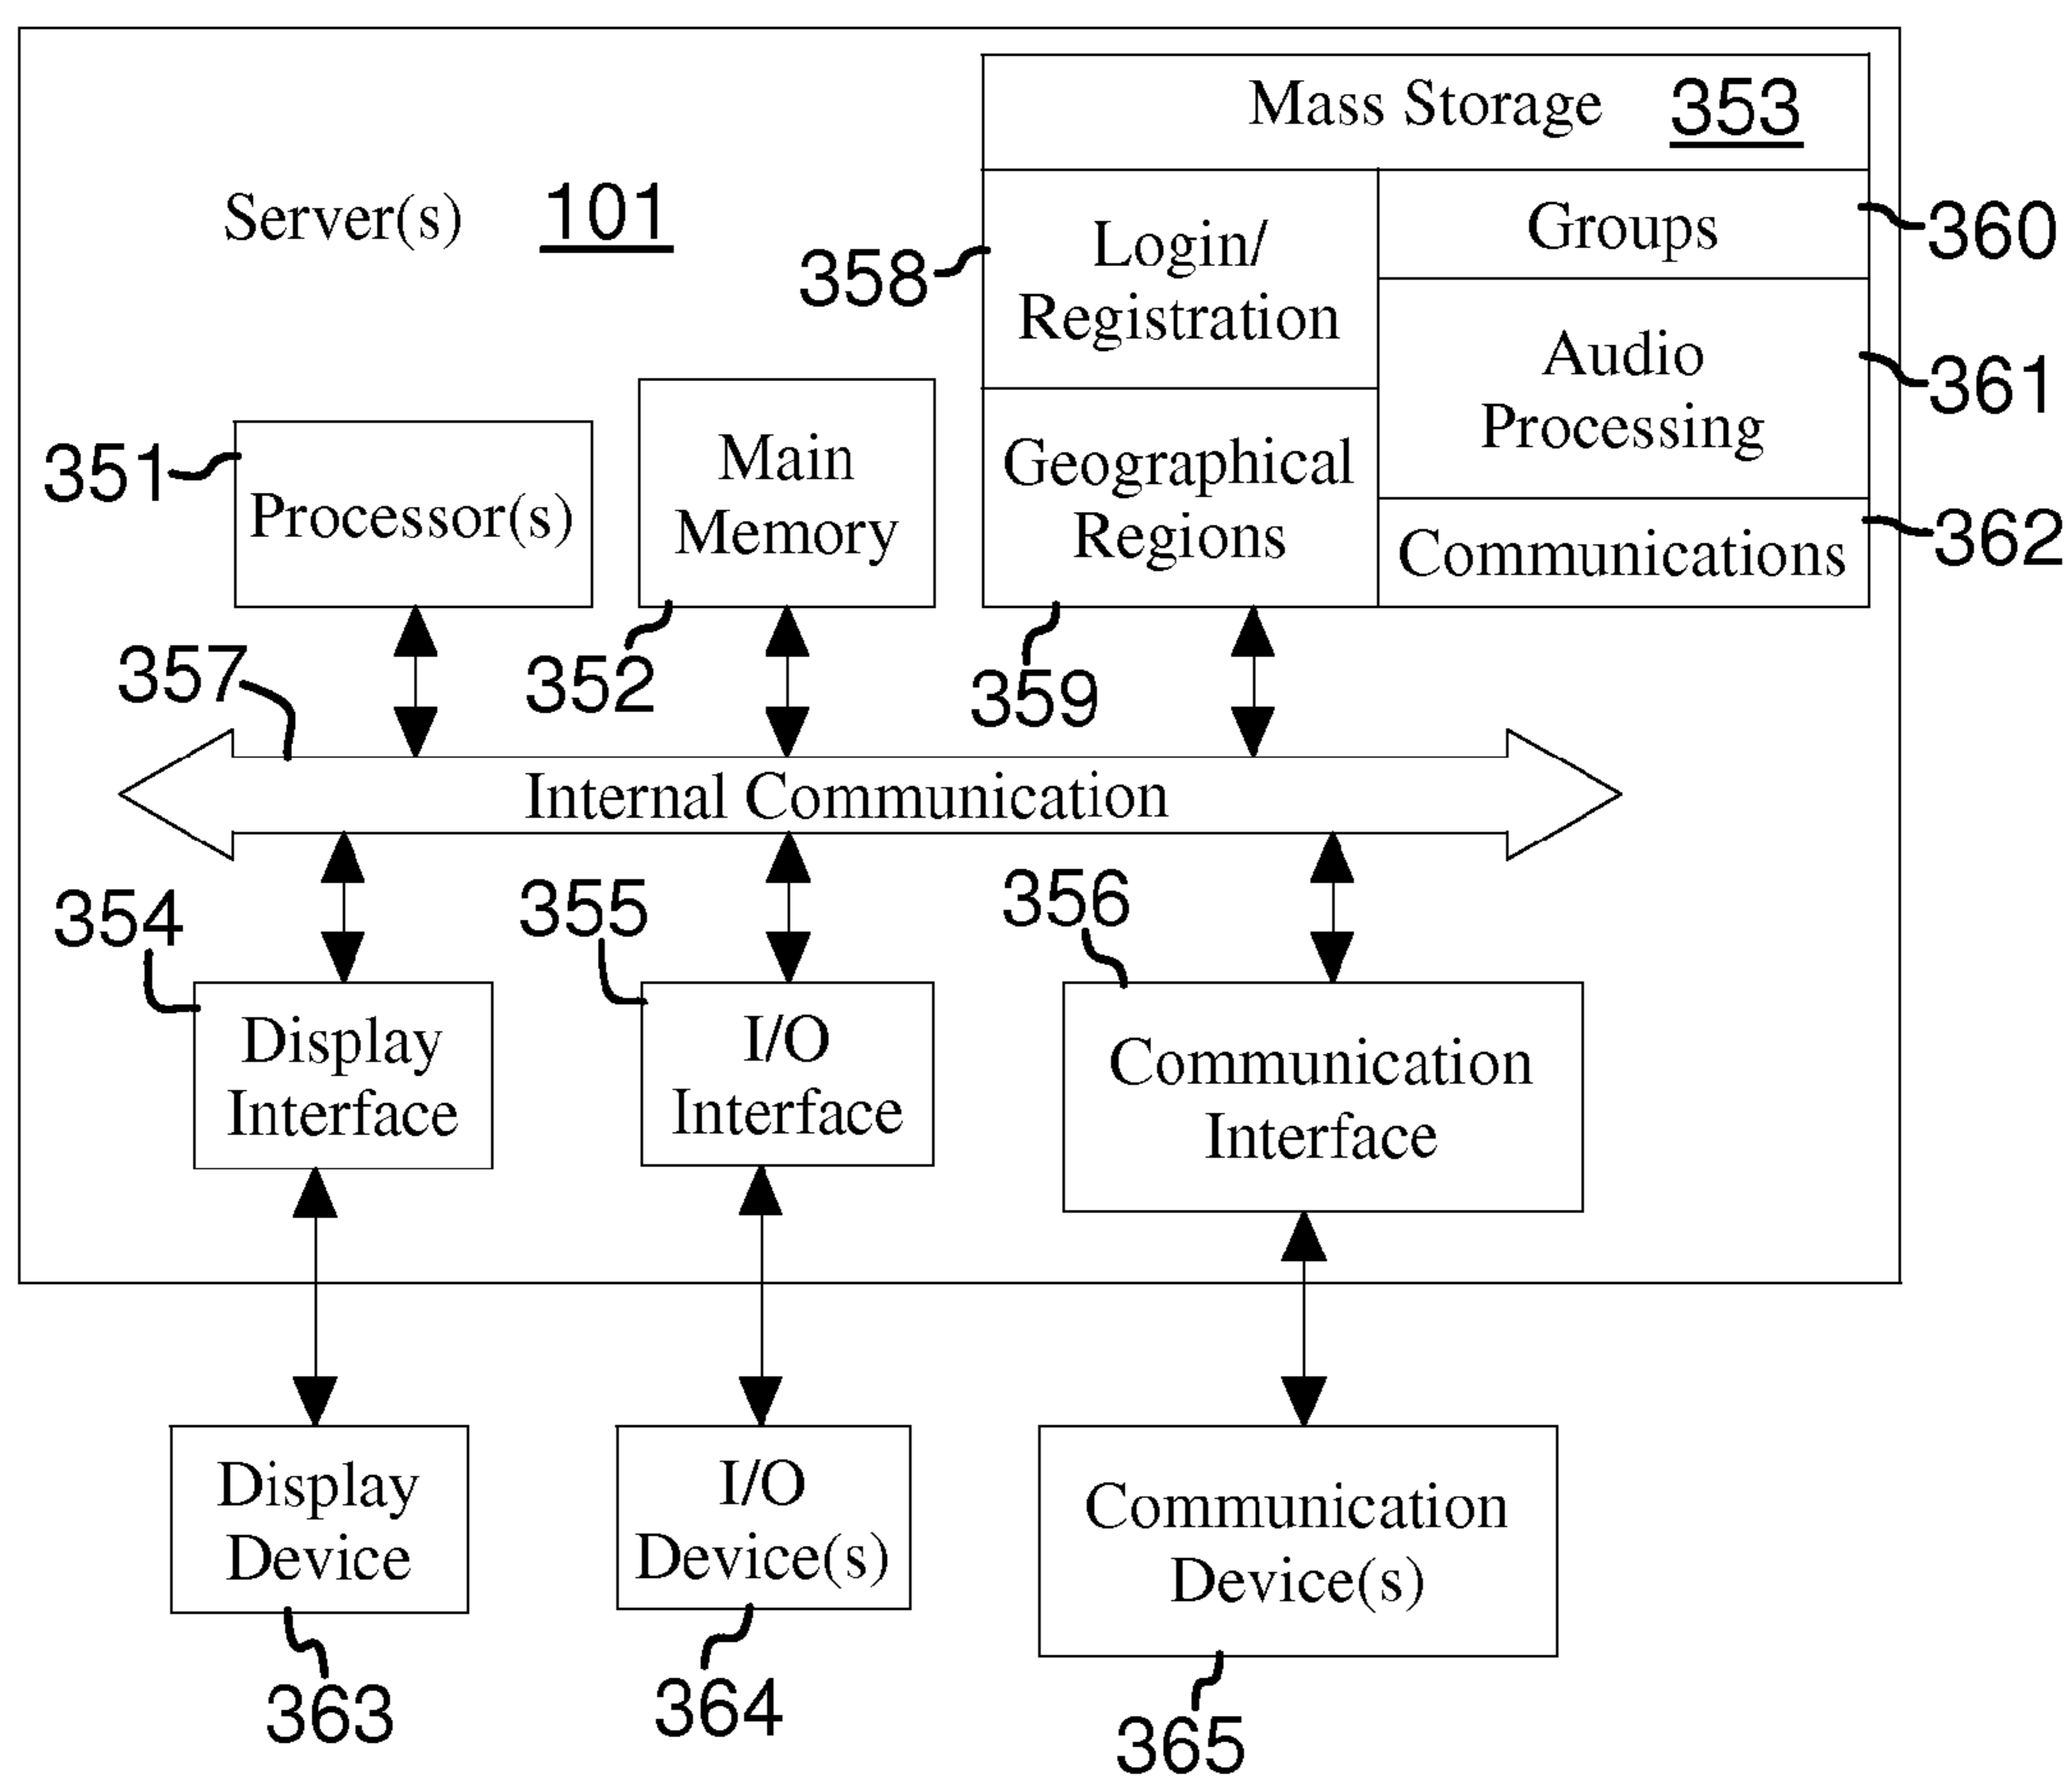 Mass Storage 353
Server(s) 101
Login/
Registration
358
Groups
360
Audio
Processing
361
Geographical
Regions
359
Communications
362
351
Processor(s)
Main
Memory
352
357
Internal Communication
354
355
356
Display
Interface
I/O
Interface
Communication
Interface
Display
Device
I/O
Device(s)
Communication
Device(s)
363
364
365